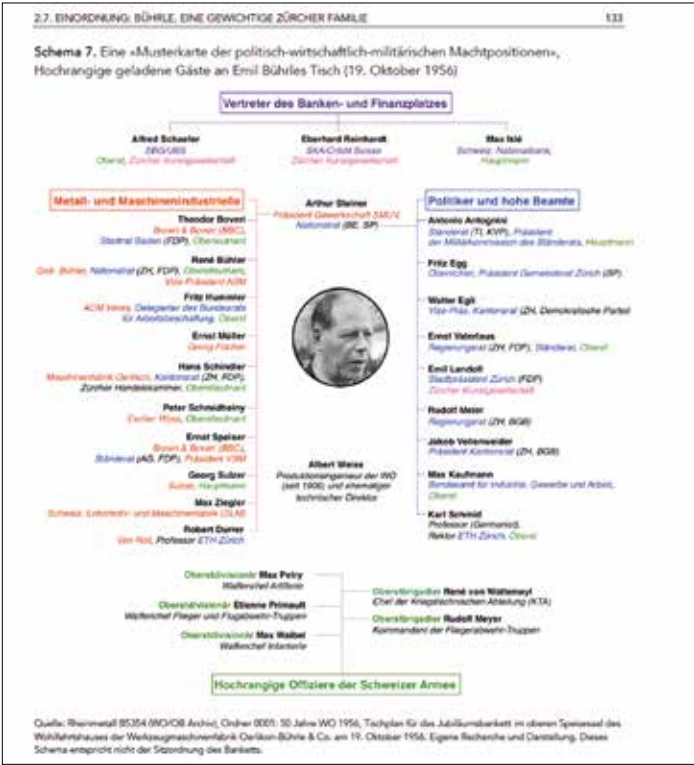 2.7. EINORDNUNG: BÜHRLE, EINE GEWICHTIGE ZÜRCHER FAMILIE 133
Schema 7. Eine «Musterkarte der politisch-wirtschaftlich-militärischen Machtpositionen»,
Hochrangige geladene Gäste an Emil Bührles Tisch (19. Oktober 1956)
Vertreter des Banken- und Finanzplatzes
Alfred Schaefer
SBG/UBS
Oberst, Zürcher Kunstgesellschaft
Eberhard Reinhardt
SKA/Crédit Suisse
Zürcher Kunstgesellschaft
Max Iklé
Schweiz. Nationalbank,
Hauptmann
Metall- und Maschinenindustrielle
Theodor Boveri
Brown & Boveri (BBC),
Stadtrat Baden (FDP), Oberstleutnant
René Bühler
Gebr. Bühler, Nationalrat (ZH, FDP), Oberstleutnant,
Vize-Präsident ASM
Fritz Hummler
ACM Vevey, Delegierter des Bundesrats
für Arbeitsbeschaffung, Oberst
Ernst Müller
Georg Fischer
Hans Schindler
Maschinenfabrik Oerlikon, Kantonsrat (ZH, FDP),
Zürcher Handelskammer, Oberstleutnant
Peter Schmidheiny
Escher Wyss, Oberstleutnant
Ernst Speiser
Brown & Boveri (BBC),
Ständerat (AG, FDP), Präsident VSM
Georg Sulzer
Sulzer, Hauptmann
Max Ziegler
Schweiz. Lokomotiv- und Maschinenfabrik (SLM)
Robert Durrer
Von Roll, Professor ETH Zürich
Arthur Steiner
Präsident Gewerkschaft SMUV,
Nationalrat (BE, SP)
Albert Weiss
Produktionsingenieur der WO
(seit 1906) und ehemaliger
technischer Direktor
Politiker und hohe Beamte
Antonio Antognini
Ständerat (TI, KVP), Präsident
der Militärkommission des Ständerats, Hauptmann
Fritz Egg
Oberrichter, Präsident Gemeinderat Zürich (SP)
Walter Egli
Vize-Präs. Kantonsrat (ZH, Demokratische Partei)
Ernst Vaterlaus
Regierungsrat (ZH, FDP), Ständerat, Oberst
Emil Landolt
Stadtpräsident Zürich (FDP)
Zürcher Kunstgesellschaft
Rudolf Meier
Regierungsrat (ZH, BGB)
Jakob Vollenweider
Präsident Kantonsrat (ZH, BGB)
Max Kaufmann
Bundesamt für Industrie, Gewerbe und Arbeit,
Oberst
Karl Schmid
Professor (Germanist),
Rektor ETH Zürich, Oberst
Oberstdivisionär Max Petry
Waffenchef Artillerie
Oberstdivisionär Etienne Primault
Waffenchef Flieger und Flugabwehr-Truppen
Oberstdivisionär Max Waibel
Waffenchef Infanterie
Oberstbrigadier René von Wattenwyl
Chef der Kriegstechnischen Abteilung (KTA)
Oberstbrigadier Rudolf Meyer
Kommandant der Fliegerabwehr-Truppen
Hochrangige Offiziere der Schweizer Armee
Quelle: Rheinmetall B5354 (WO/OB Archiv), Ordner 0001: 50 Jahre WO 1956, Tischplan für das Jubiläumsbankett im oberen Speisesaal des
Wohlfahrtshauses der Werkzeugmaschinenfabrik Oerlikon-Bührle & Co. am 19. Oktober 1956. Eigene Recherche und Darstellung. Dieses
Schema entspricht nicht der Sitzordnung des Banketts.